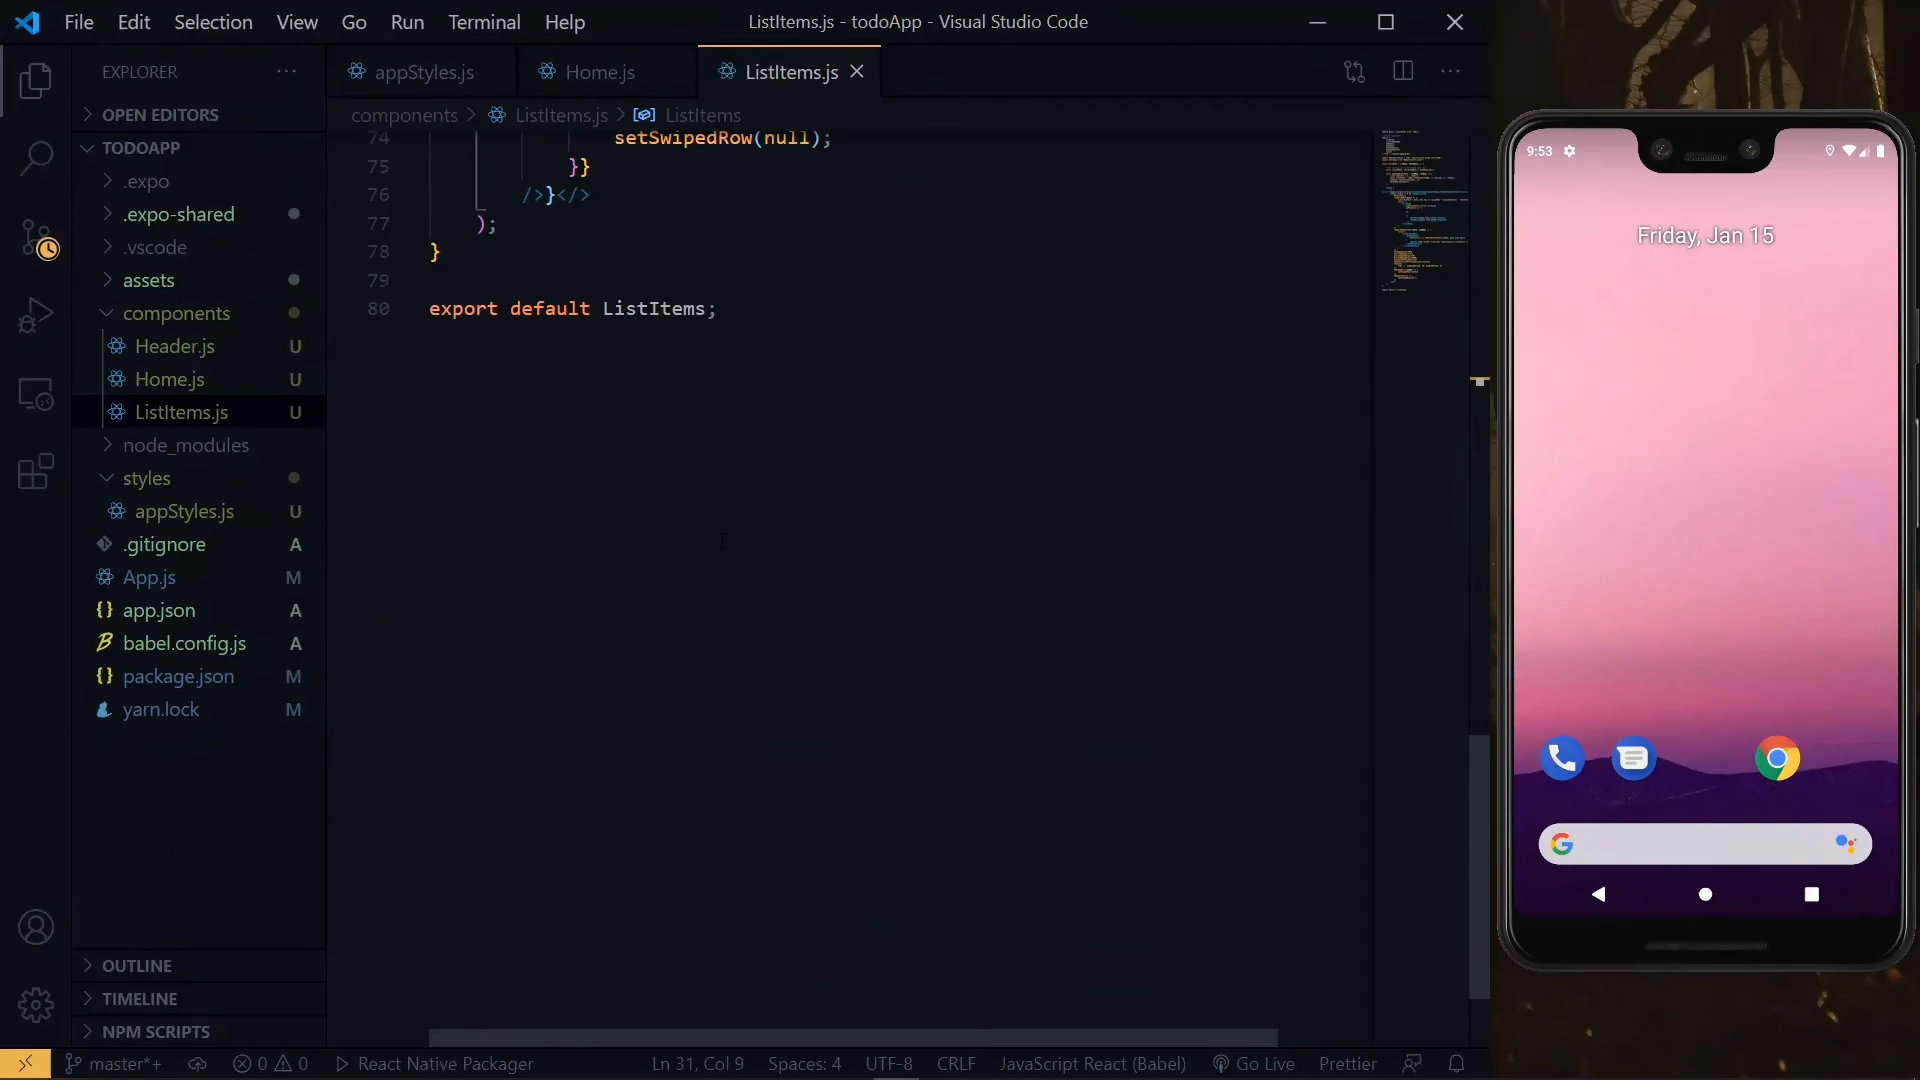 File Edit Selection View Go Run Terminal Help
ListItems.js - todoApp - Visual Studio Code
EXPLORER
OPEN EDITORS
TODOAPP
.expo
.expo-shared
.vscode
assets
components
Header.js U
Home.js U
ListItems.js U
node_modules
styles
appStyles.js U
.gitignore A
App.js M
app.json A
babel.config.js A
package.json M
yarn.lock M
OUTLINE
TIMELINE
NPM SCRIPTS
appStyles.js Home.js ListItems.js
components > ListItems.js > ListItems
74 setSwipedRow(null);
75 }}
76 />}</>
77 );
78 }
79
80 export default ListItems;
master*+ 0 0 React Native Packager Ln 31, Col 9 Spaces: 4 UTF-8 CRLF JavaScript React (Babel) Go Live Prettier
9:53
Friday, Jan 15